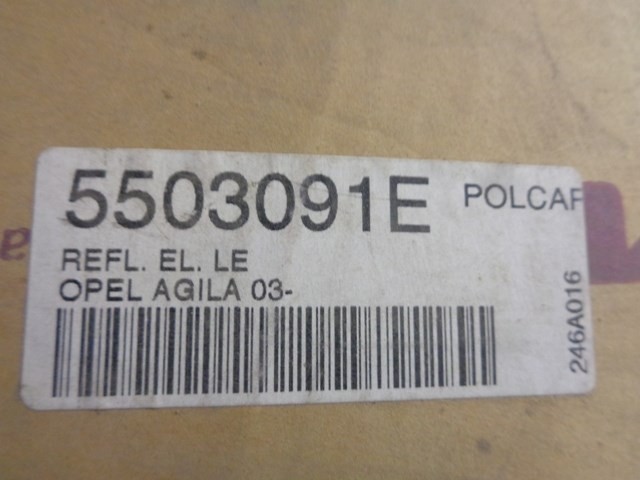 5503091E
POLCAR
REFL. EL. LE
OPEL AGILA 03-
246A016
a